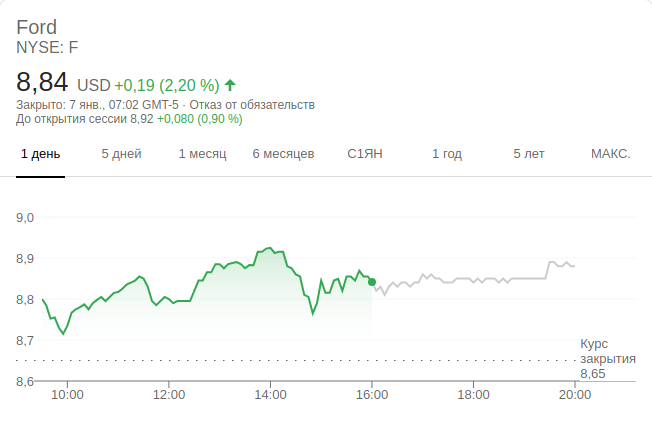 Ford
NYSE: F
8,84 USD +0,19 (2,20 %)
Закрыто: 7 янв., 07:02 GMT-5 · Отказ от обязательств
До открытия сессии 8,92 +0,080 (0,90 %)
1 день 5 дней 1 месяц 6 месяцев С1ЯН 1 год 5 лет МАКС.
9,0
8,9
8,8
8,7
Курс
закрытия
8,65
8,6
10:00 12:00 14:00 16:00 18:00 20:00